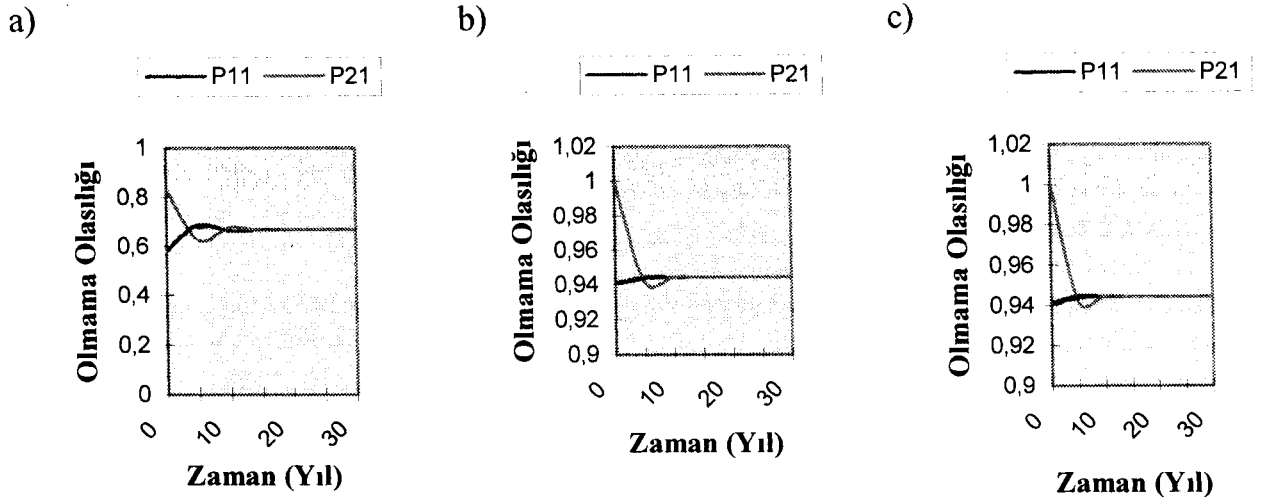 a)
P11 P21
Olmama Olasılığı
1
0,8
0,6
0,4
0,2
0
0 10 20 30
Zaman (Yıl)
b)
P11 P21
Olmama Olasılığı
1,02
1
0,98
0,96
0,94
0,92
0,9
0 10 20 30
Zaman (Yıl)
c)
P11 P21
Olmama Olasılığı
1,02
1
0,98
0,96
0,94
0,92
0,9
0 10 20 30
Zaman (Yıl)